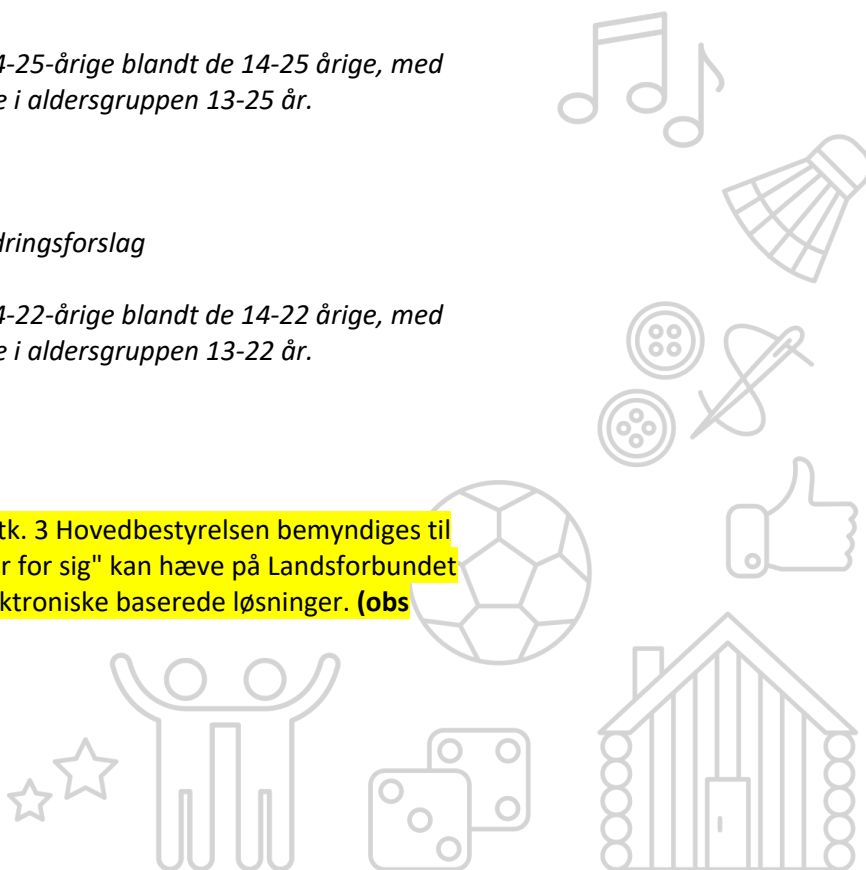 4-25-årige blandt de 14-25 årige, med
e i aldersgruppen 13-25 år.
dringsforslag
4-22-årige blandt de 14-22 årige, med
e i aldersgruppen 13-22 år.
tk. 3 Hovedbestyrelsen bemyndiges til
r for sig" kan hæve på Landsforbundet
ktroniske baserede løsninger. (obs